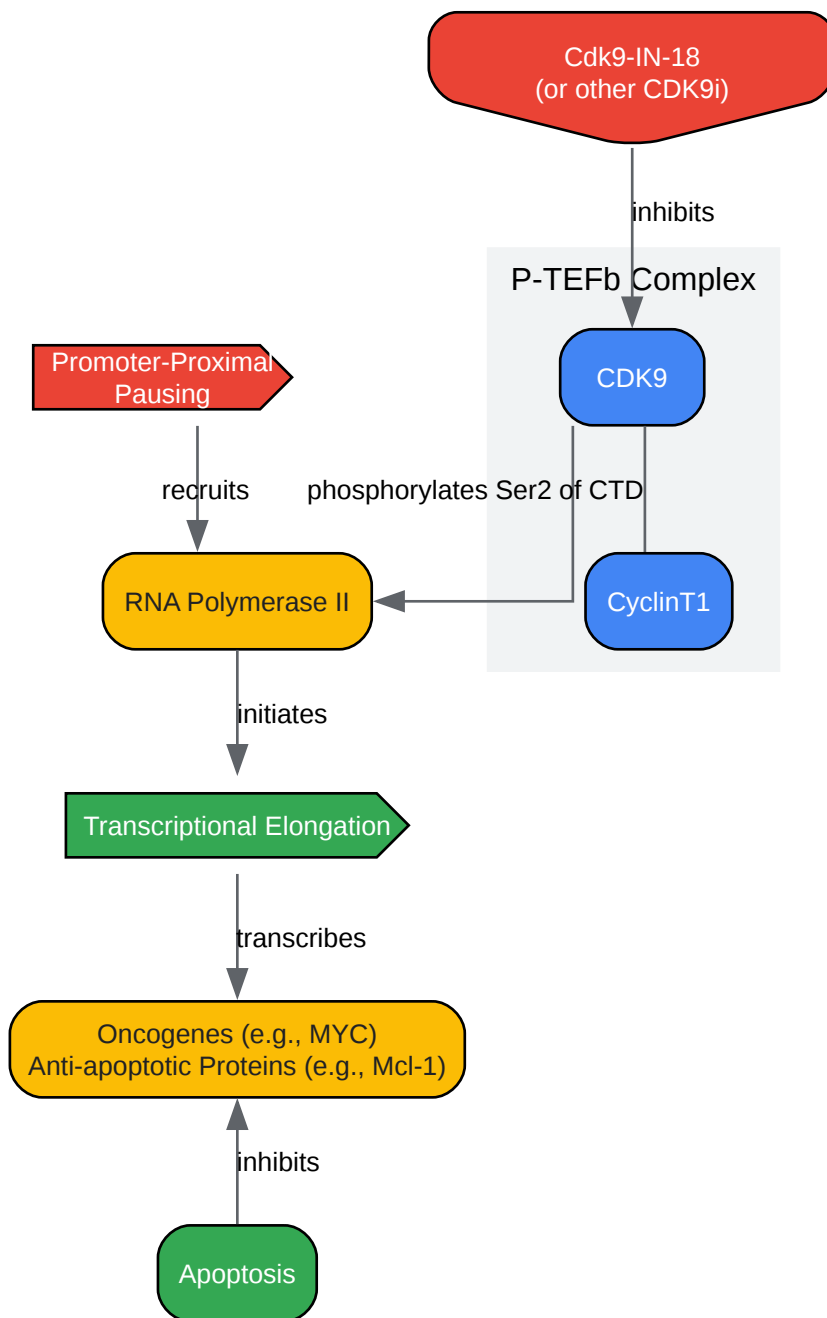 Cdk9-IN-18
(or other CDK9i)
inhibits
P-TEFb Complex
Promoter-Proximal
Pausing
CDK9
recruits
phosphorylates Ser2 of CTD
RNA Polymerase II
CyclinT1
initiates
Transcriptional Elongation
transcribes
Oncogenes (e.g., MYC)
Anti-apoptotic Proteins (e.g., Mcl-1)
inhibits
Apoptosis